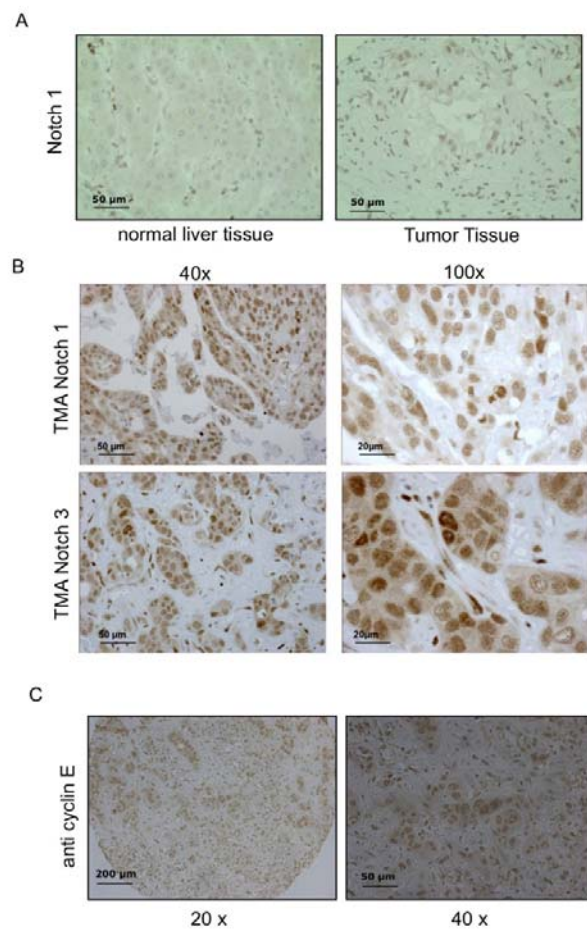 A
Notch 1
50 µm
50 µm
normal liver tissue
Tumor Tissue
B
40x
100x
TMA Notch 1
50 µm
20µm
TMA Notch 3
50 µm
20µm
C
anti cyclin E
200 µm
50 µm
20 x
40 x